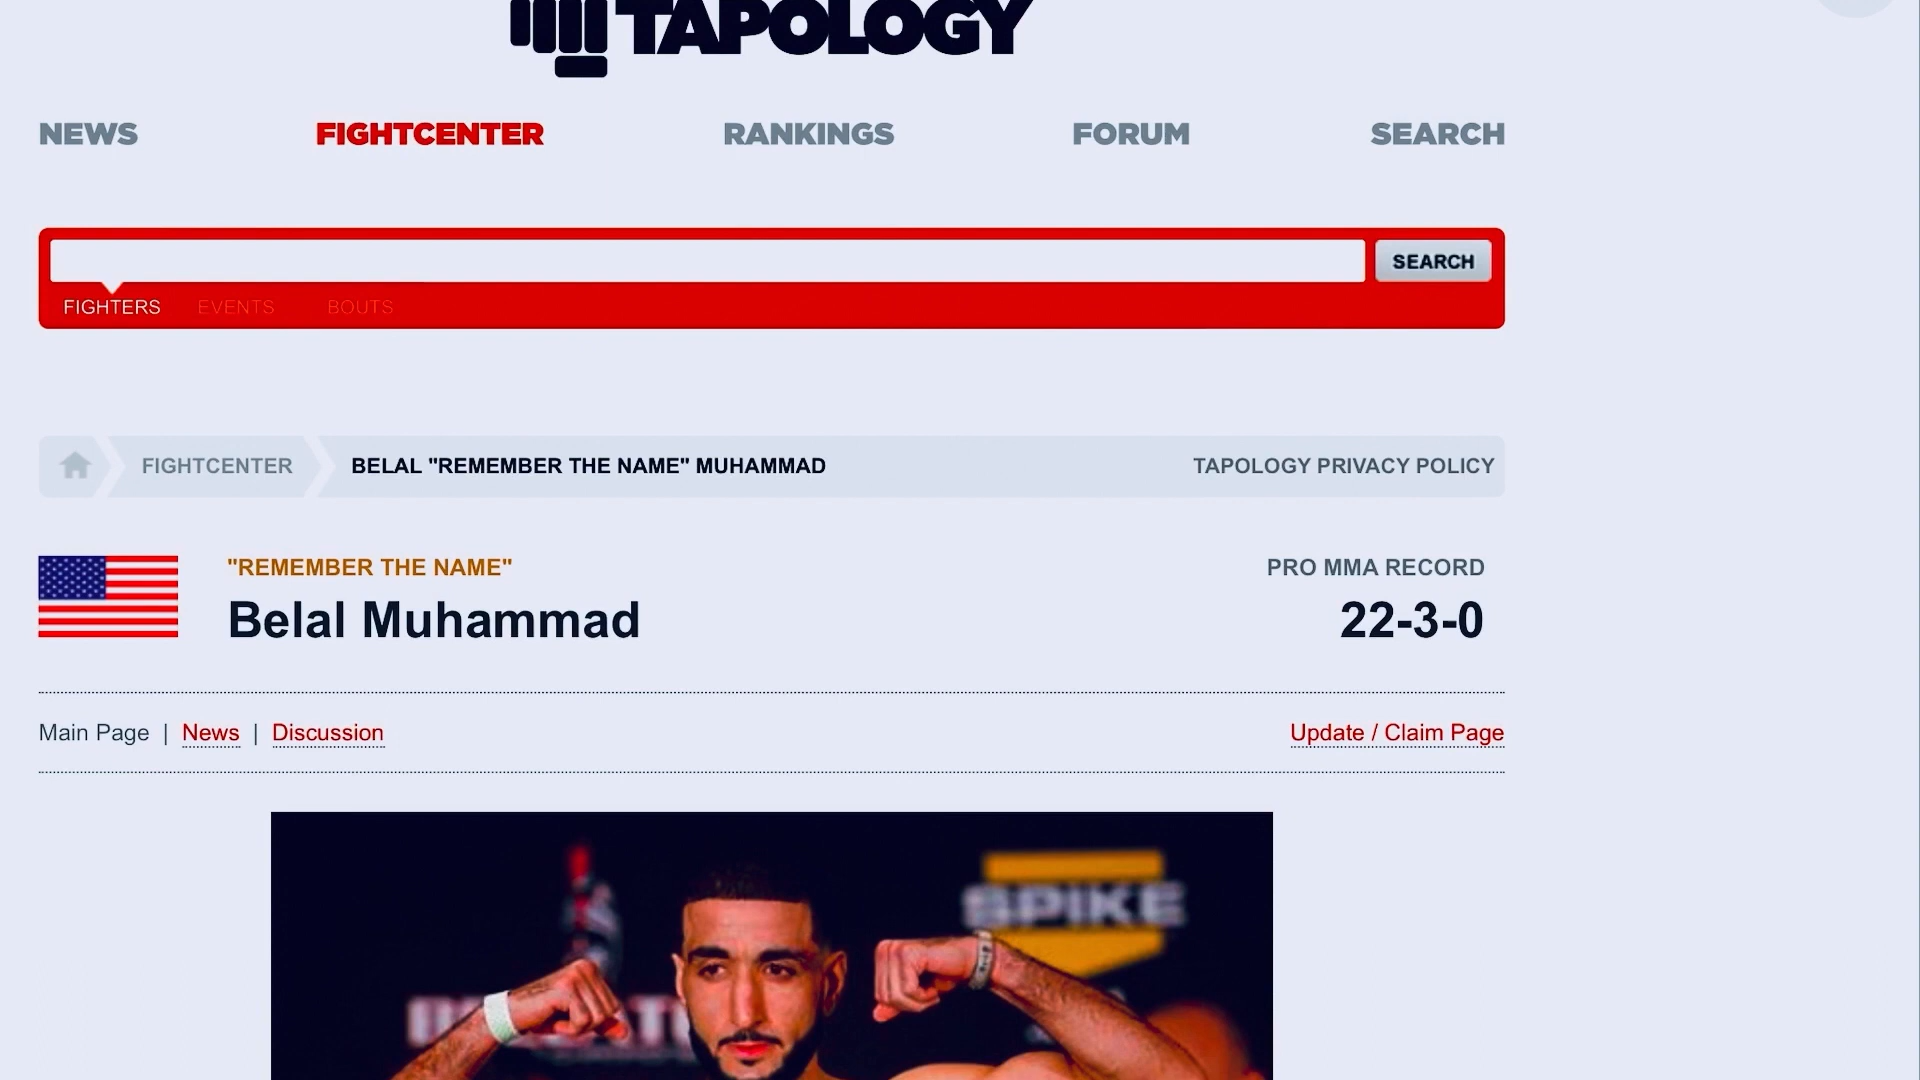 TAPOLOGY
NEWS FIGHTCENTER RANKINGS FORUM SEARCH
SEARCH
FIGHTERS EVENTS BOUTS
FIGHTCENTER BELAL "REMEMBER THE NAME" MUHAMMAD TAPOLOGY PRIVACY POLICY
"REMEMBER THE NAME" PRO MMA RECORD
Belal Muhammad 22-3-0
Main Page | News | Discussion Update / Claim Page
SPIKE